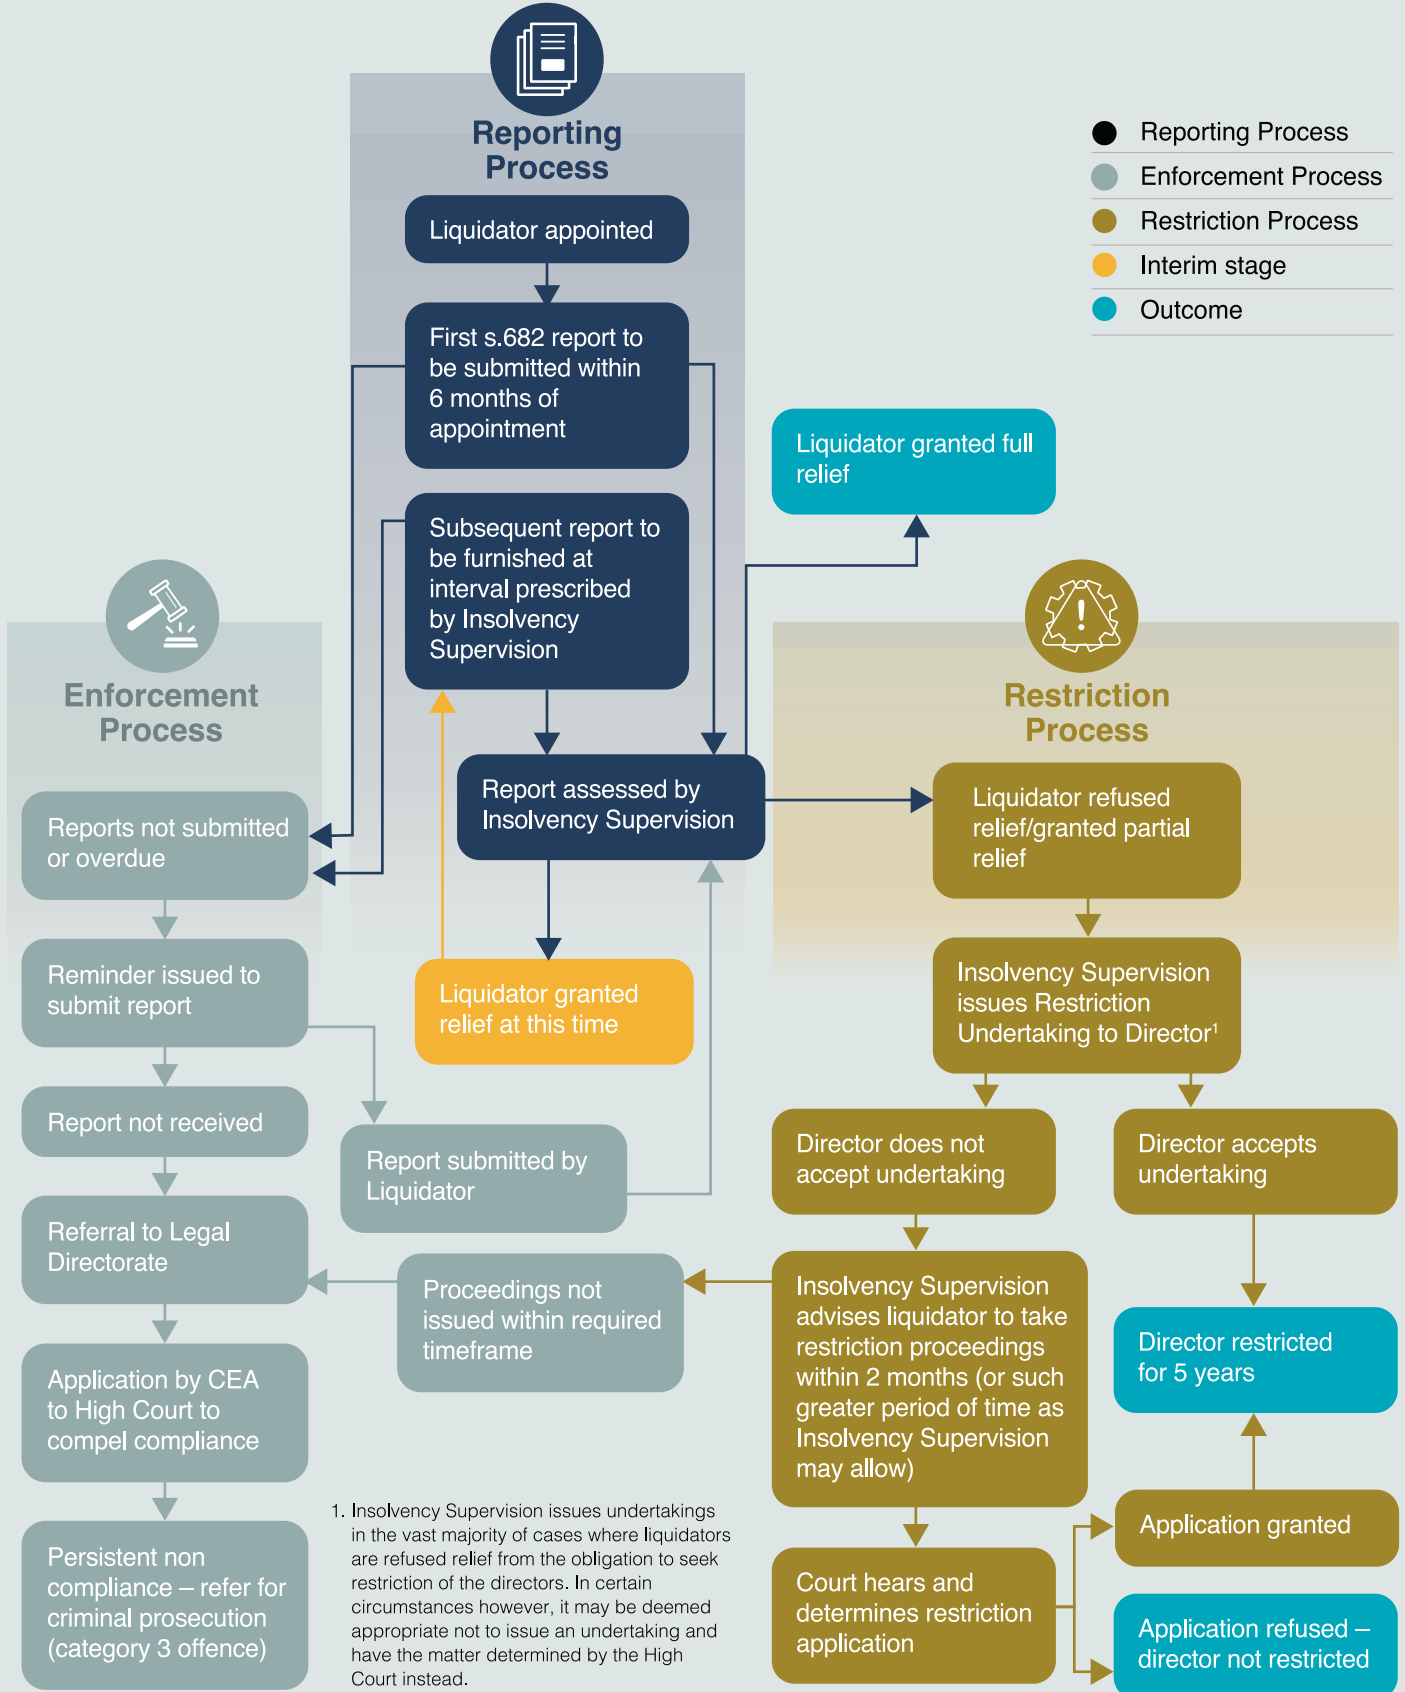 Reporting
Process
Liquidator appointed
First s.682 report to
be submitted within
6 months of
appointment
Subsequent report to
be furnished at
interval prescribed
by Insolvency
Supervision
Report assessed by
Insolvency Supervision
Liquidator granted
relief at this time
Reporting Process
Enforcement Process
Restriction Process
Interim stage
Outcome
Liquidator granted full
relief
Enforcement
Process
Reports not submitted
or overdue
Reminder issued to
submit report
Report not received
Report submitted by
Liquidator
Referral to Legal
Directorate
Proceedings not
issued within required
timeframe
Application by CEA
to High Court to
compel compliance
Persistent non
compliance – refer for
criminal prosecution
(category 3 offence)
Restriction
Process
Liquidator refused
relief/granted partial
relief
Insolvency Supervision
issues Restriction
Undertaking to Director¹
Director does not
accept undertaking
Director accepts
undertaking
Insolvency Supervision
advises liquidator to take
restriction proceedings
within 2 months (or such
greater period of time as
Insolvency Supervision
may allow)
Director restricted
for 5 years
Application granted
Court hears and
determines restriction
application
Application refused –
director not restricted
1. Insolvency Supervision issues undertakings
in the vast majority of cases where liquidators
are refused relief from the obligation to seek
restriction of the directors. In certain
circumstances however, it may be deemed
appropriate not to issue an undertaking and
have the matter determined by the High
Court instead.